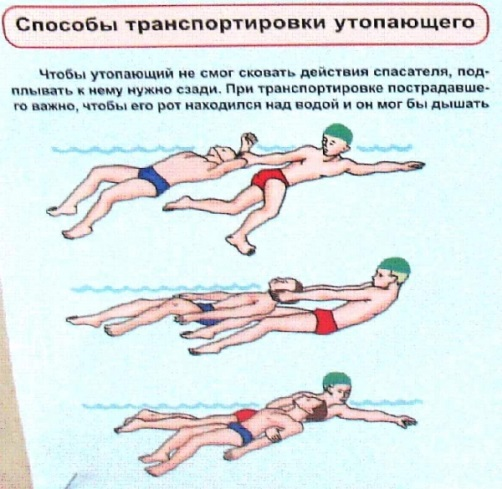 Способы транспортировки утопающего
Чтобы утопающий не смог сковать действия спасателя, под-
плывать к нему нужно сзади. При транспортировке пострадавше-
го важно, чтобы его рот находился над водой и он мог бы дышать